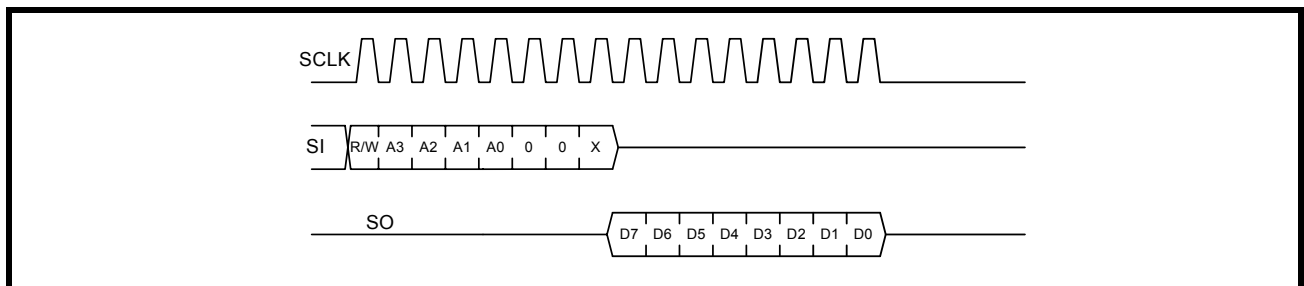 SCLK
SI R/W A3 A2 A1 A0 0 0 X
SO
D7 D6 D5 D4 D3 D2 D1 D0